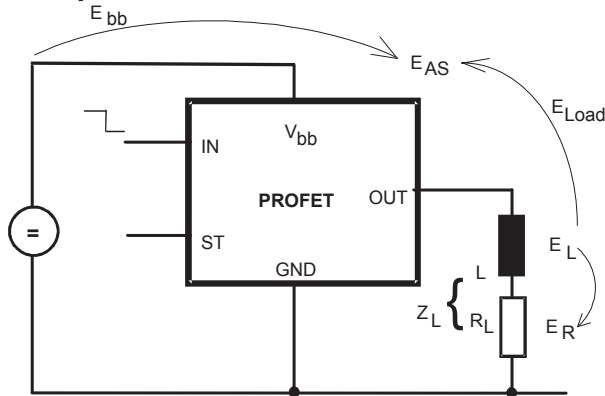 E bb
E AS
E Load
V bb
IN
PROFET
OUT
=
ST
E L
GND
L
Z L { R L
E R